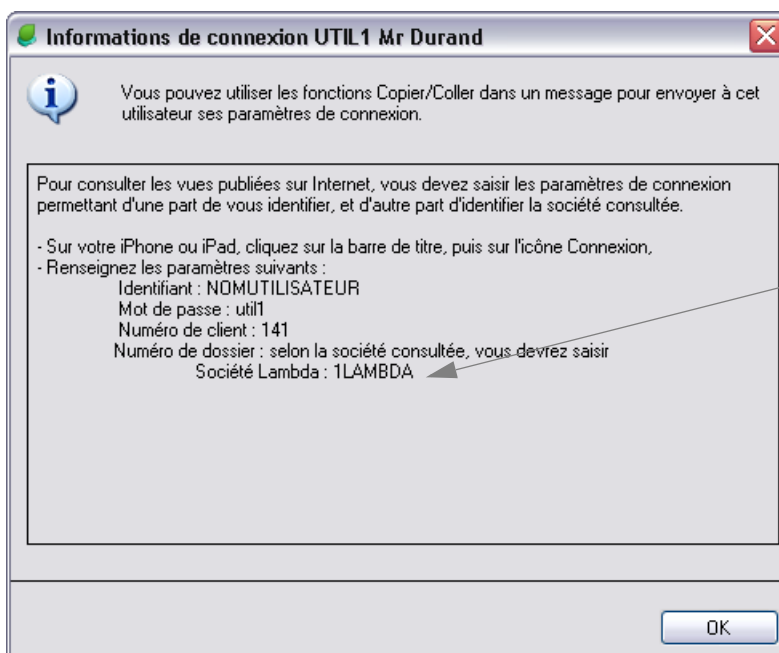 Informations de connexion UTIL1 Mr Durand
Vous pouvez utiliser les fonctions Copier/Coller dans un message pour envoyer à cet
utilisateur ses paramètres de connexion.
Pour consulter les vues publiées sur Internet, vous devez saisir les paramètres de connexion
permettant d'une part de vous identifier, et d'autre part d'identifier la société consultée.
- Sur votre iPhone ou iPad, cliquez sur la barre de titre, puis sur l'icône Connexion,
- Renseignez les paramètres suivants :
Identifiant : NOMUTILISATEUR
Mot de passe : util1
Numéro de client : 141
Numéro de dossier : selon la société consultée, vous devrez saisir
Société Lambda : 1LAMBDA
OK